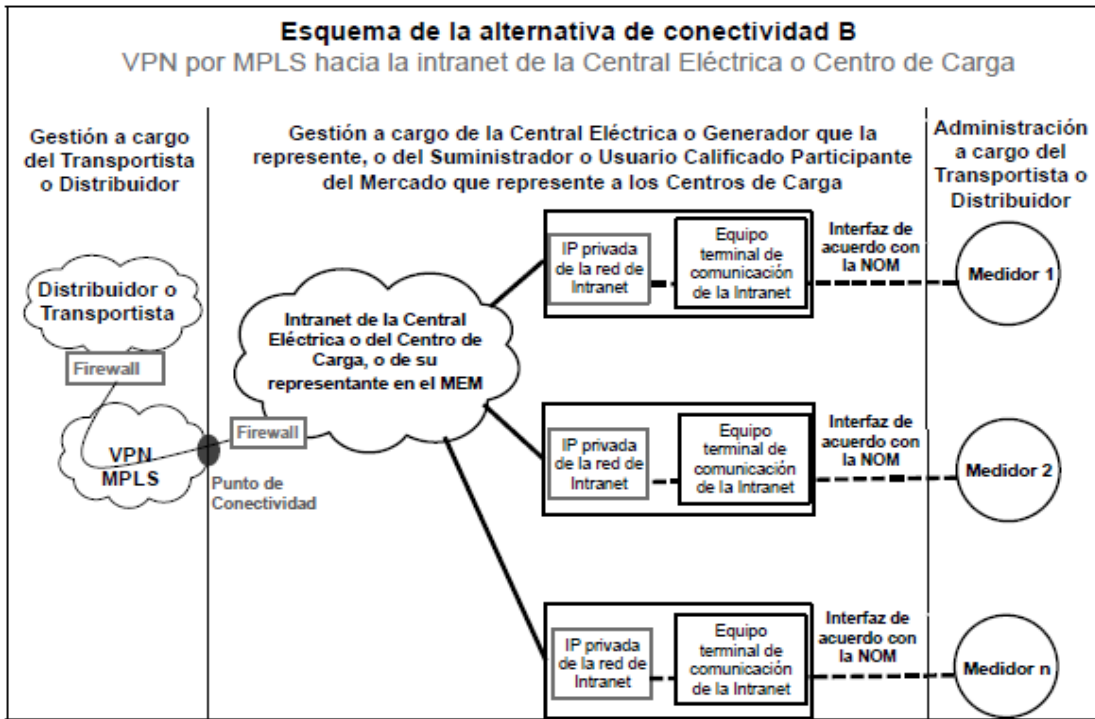 Esquema de la alternativa de conectividad B
VPN por MPLS hacia la intranet de la Central Eléctrica o Centro de Carga
Gestión a cargo
del Transportista
o Distribuidor
Gestión a cargo de la Central Eléctrica o Generador que la
represente, o del Suministrador o Usuario Calificado Participante
del Mercado que represente a los Centros de Carga
Administración
a cargo del
Transportista o
Distribuidor
Distribuidor o
Transportista
Firewall
VPN
MPLS
Punto de
Conectividad
Firewall
Intranet de la Central
Eléctrica o del Centro de
Carga, o de su
representante en el MEM
IP privada
de la red de
Intranet
Equipo
terminal de
comunicación
de la Intranet
Interfaz de
acuerdo con
la NOM
Medidor 1
IP privada
de la red de
Intranet
Equipo
terminal de
comunicación
de la Intranet
Interfaz de
acuerdo con
la NOM
Medidor 2
IP privada
de la red de
Intranet
Equipo
terminal de
comunicación
de la Intranet
Interfaz de
acuerdo con
la NOM
Medidor n